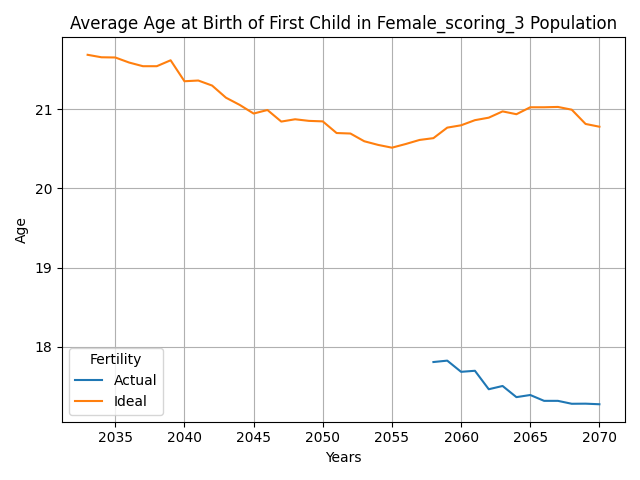 Average Age at Birth of First Child in Female_scoring_3 Population
Age
21
20
19
18
Fertility
Actual
Ideal
2035 2040 2045 2050 2055 2060 2065 2070
Years